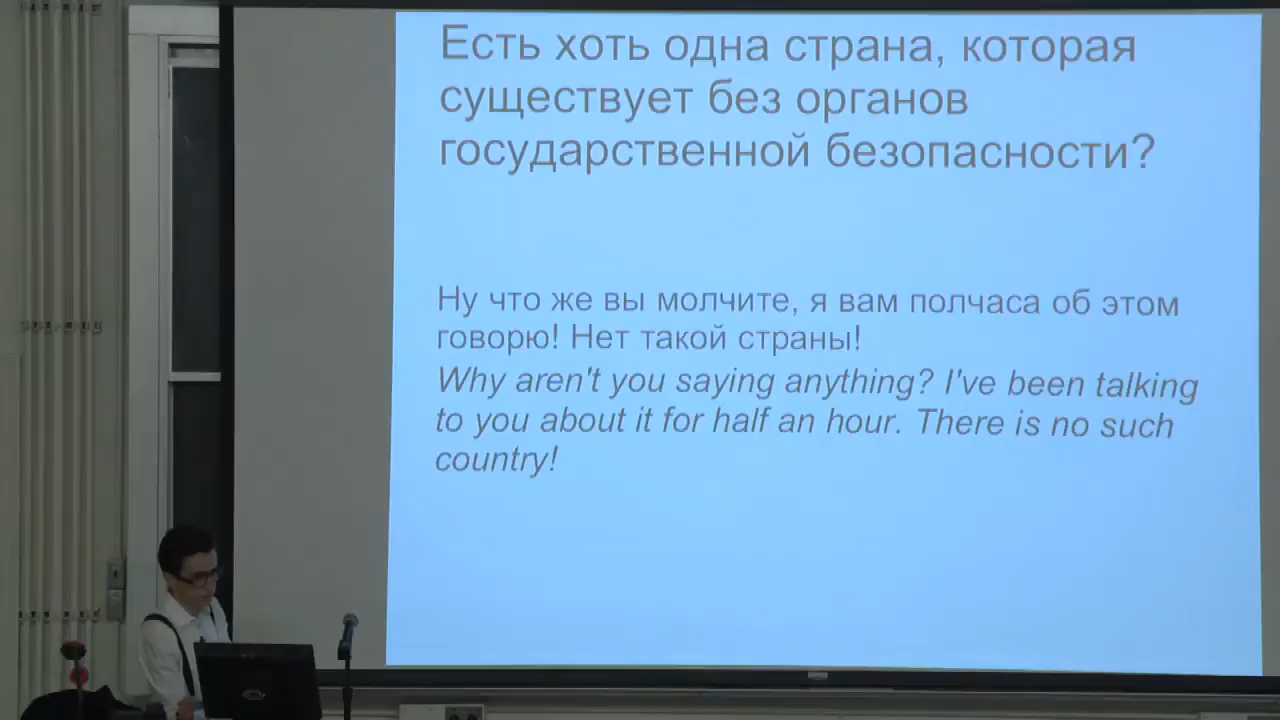 Есть хоть одна страна, которая
существует без органов
государственной безопасности?
Ну что же вы молчите, я вам полчаса об этом
говорю! Нет такой страны!
Why aren't you saying anything? I've been talking
to you about it for half an hour. There is no such
country!